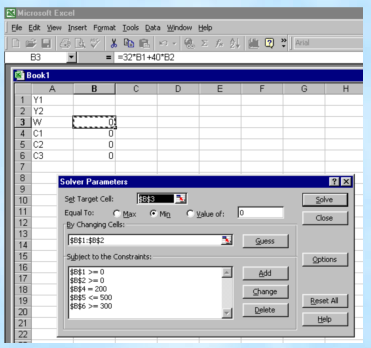 Microsoft Excel
File Edit View Insert Format Tools Data Window Help
Arial
B3 = =32*B1+40*B2
Book1
A B C D E F G H
1 Y1
2 Y2
3 W 0
4 C1 0
5 C2 0
6 C3 0
7
8
9
10
11
12
13
14
15
16
17
18
19
20
21
22
Solver Parameters
Set Target Cell: $B$3 Solve
Equal To: Max Min Value of: 0 Close
By Changing Cells:
$B$1:$B$2 Guess
Subject to the Constraints: Options
$B$1 >= 0 Add
$B$2 >= 0
$B$4 = 200 Change
$B$5 <= 500 Reset All
$B$6 >= 300 Delete
Help